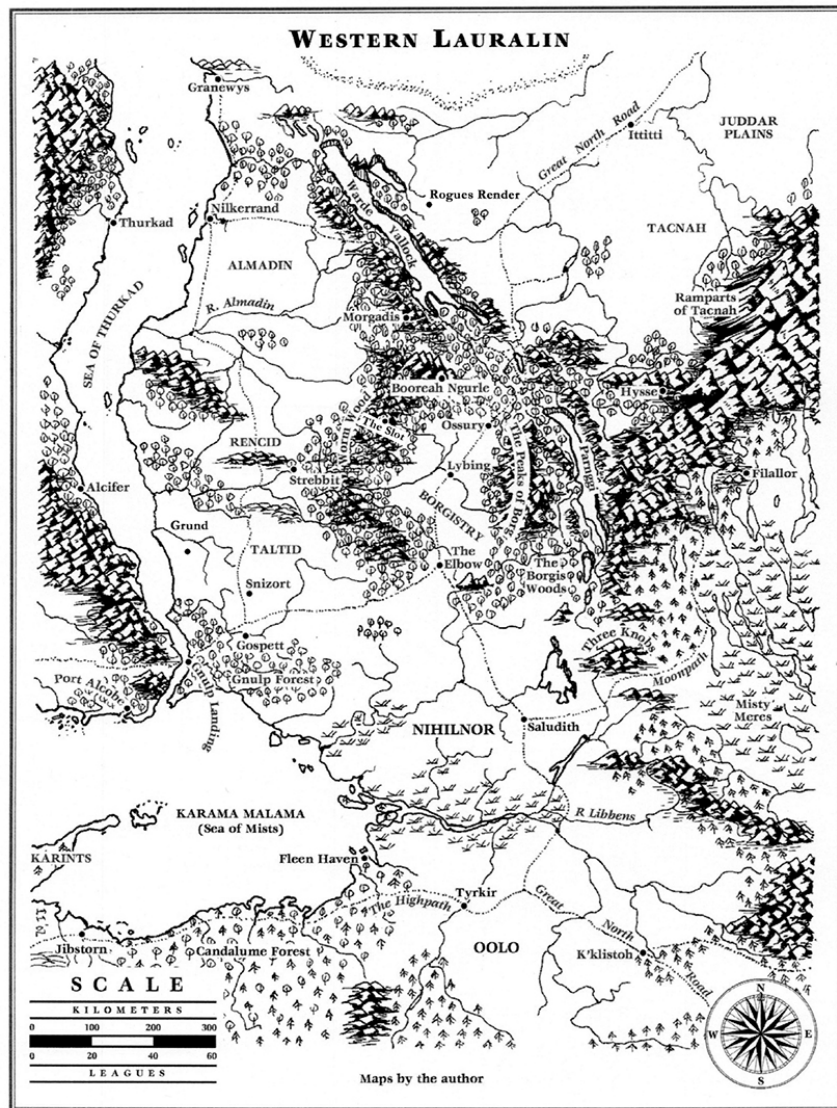 WESTERN LAURALIN
Granewys
Great North Road
Ittitti
JUDDAR
PLAINS
Rogues Render
Warde Yallock
Nilkerrand
Thurkad
TACNAH
ALMADIN
SEA OF THURKAD
R. Almadin
Morgadis
Ramparts
of Tacnah
Booreah Ngurle
Hysse
Worm Wood
The Slot
Ossury
The Peaks of Borg
Parnggi
RENCID
Lybing
Strebbit
Filallor
Alcifer
BORGISTRY
Grund
TALTID
The
Elbow
The
Borgis
Woods
Snizort
Gospett
Three Knobs
Gnulp Forest
Moonpath
Port Alcobe
Gnulp Landing
Misty
Meres
NIHILNOR
Saludith
KARAMA MALAMA
(Sea of Mists)
R Libbens
KARINTS
Fleen Haven
The Highpath
Tyrkir
Great North Road
Jibstorn
Candalume Forest
OOLO
K'klistoh
SCALE
KILOMETERS
0 100 200 300
0 20 40 60
LEAGUES
N
W E
S
Maps by the author